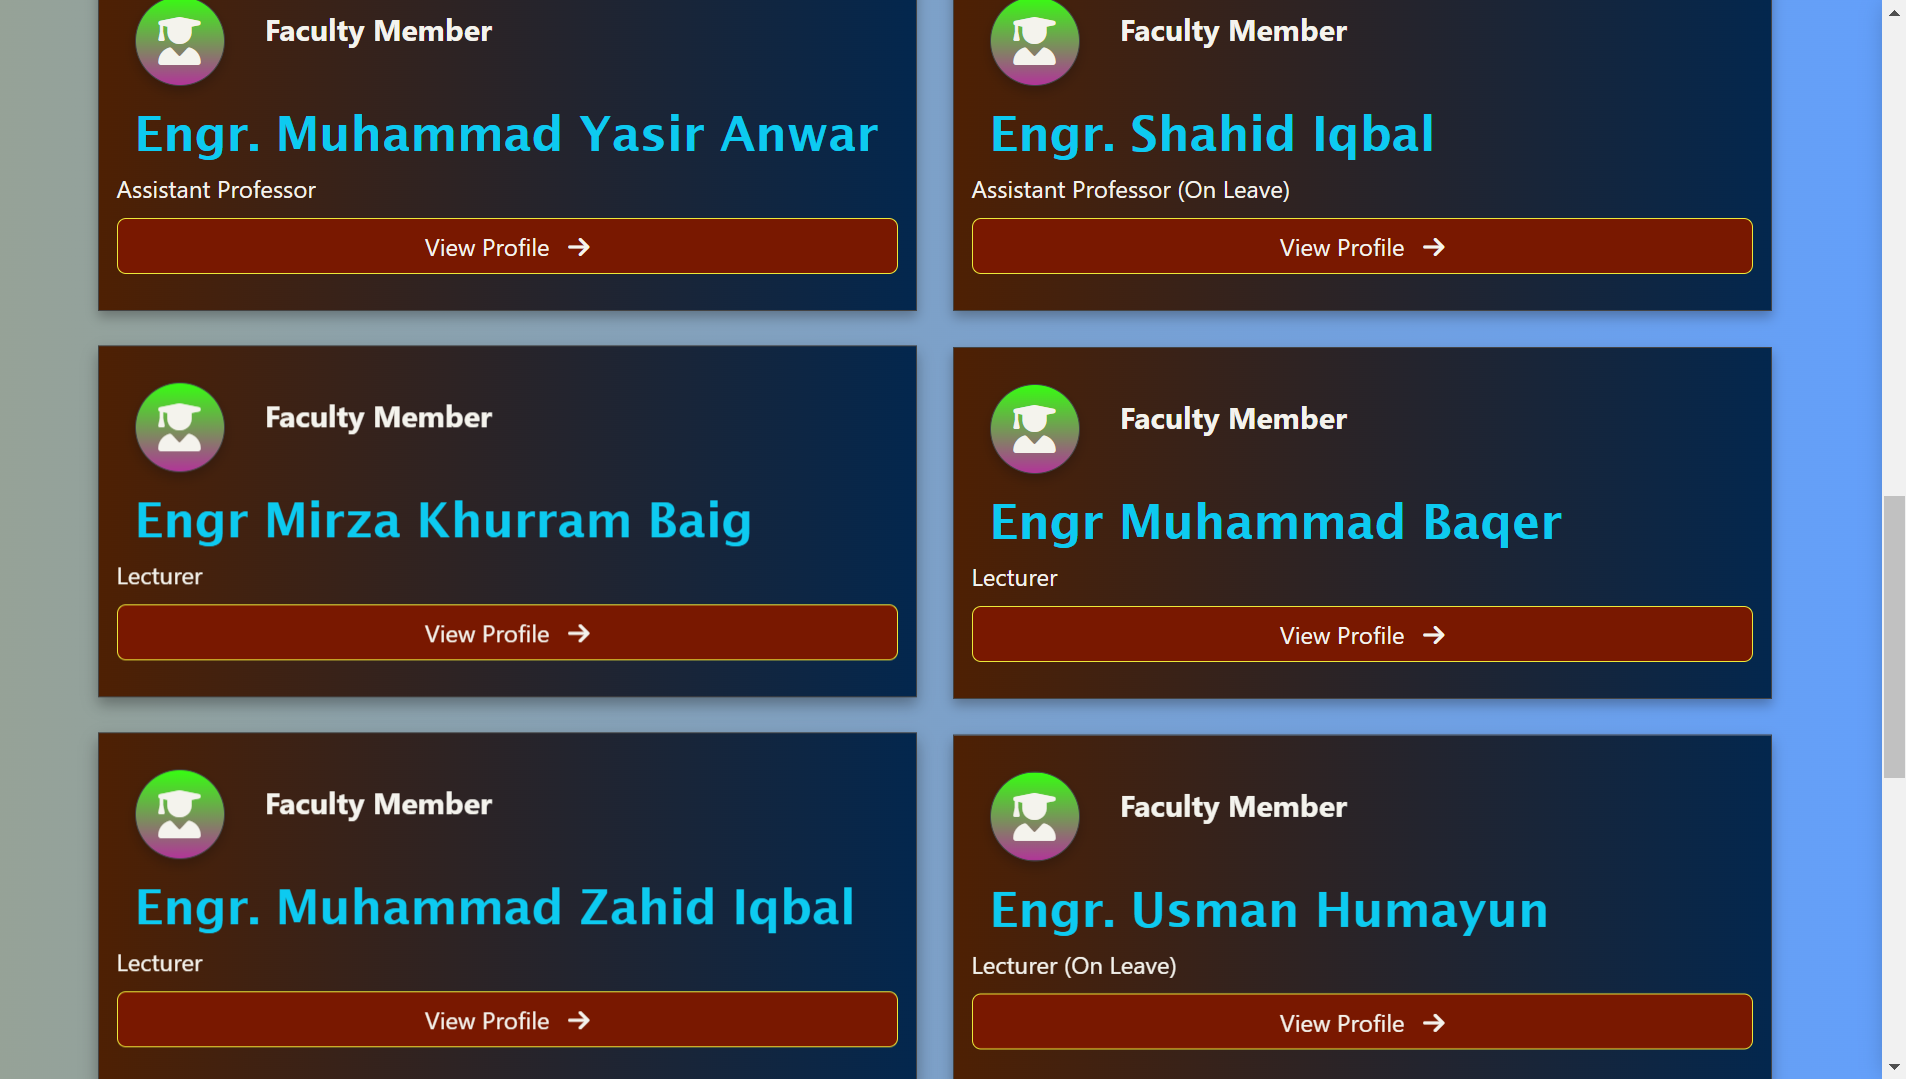 Faculty Member
Engr. Muhammad Yasir Anwar
Assistant Professor
View Profile
Faculty Member
Engr. Shahid Iqbal
Assistant Professor (On Leave)
View Profile
Faculty Member
Engr Mirza Khurram Baig
Lecturer
View Profile
Faculty Member
Engr Muhammad Baqer
Lecturer
View Profile
Faculty Member
Engr. Muhammad Zahid Iqbal
Lecturer
View Profile
Faculty Member
Engr. Usman Humayun
Lecturer (On Leave)
View Profile